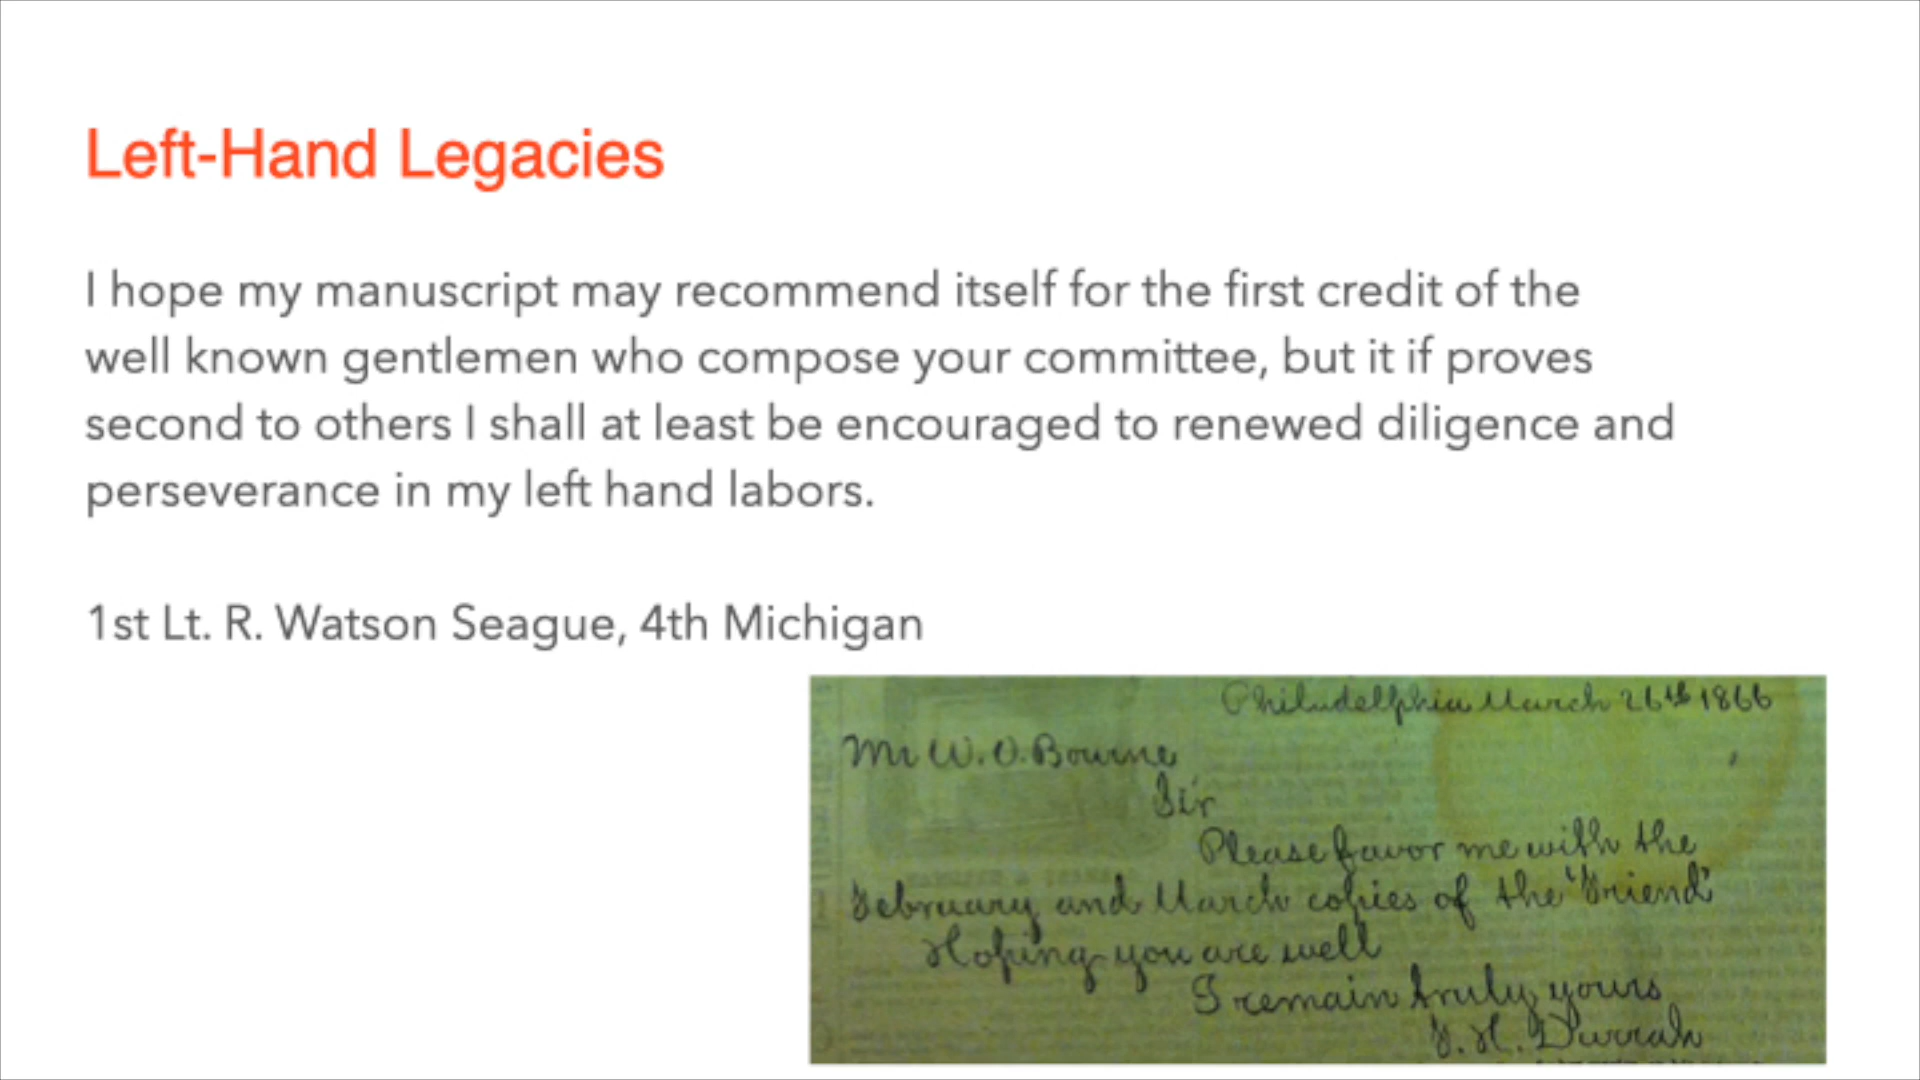 Left-Hand Legacies
I hope my manuscript may recommend itself for the first credit of the
well known gentlemen who compose your committee, but it if proves
second to others I shall at least be encouraged to renewed diligence and
perseverance in my left hand labors.
1st Lt. R. Watson Seague, 4th Michigan
Philadelphia March 26th 1866
Mr W. O. Bourne
Sir
Please favor me with the
February and March copies of the "Friend"
Hoping you are well
I remain truly yours
F. H. Durrah